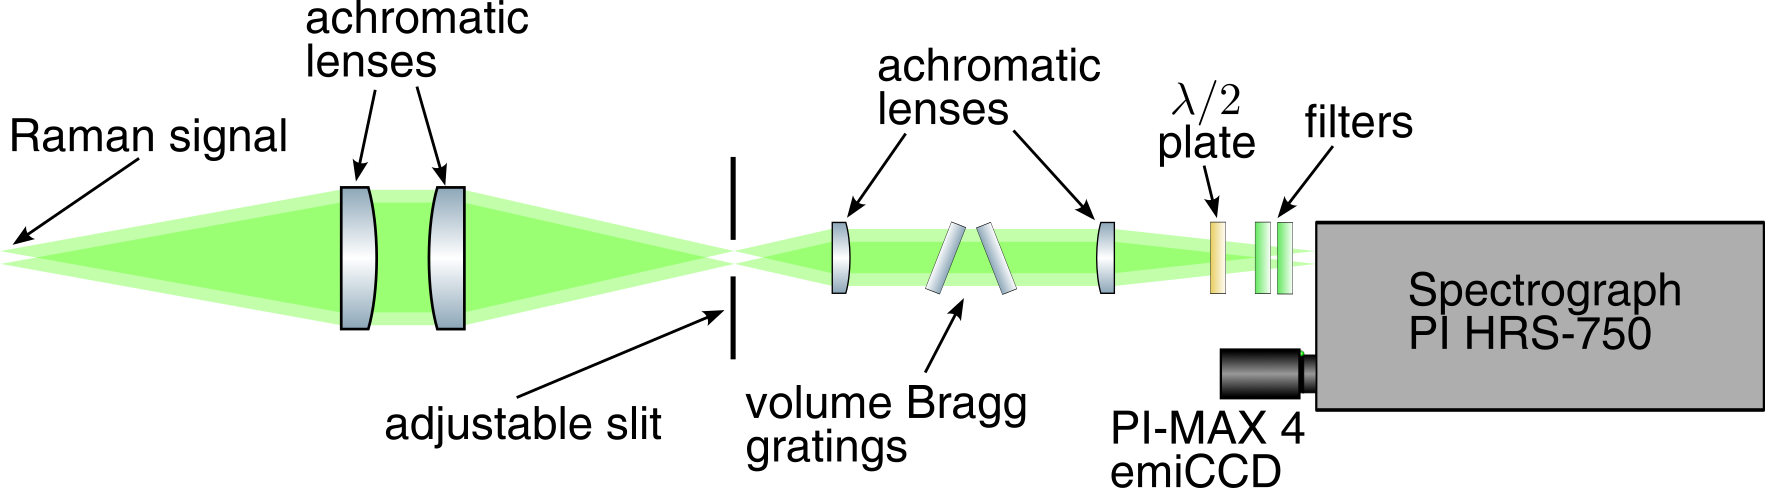 achromatic
lenses
Raman signal
achromatic
lenses
λ/2
plate
filters
adjustable slit
volume Bragg
gratings
Spectrograph
PI HRS-750
PI-MAX 4
emiCCD